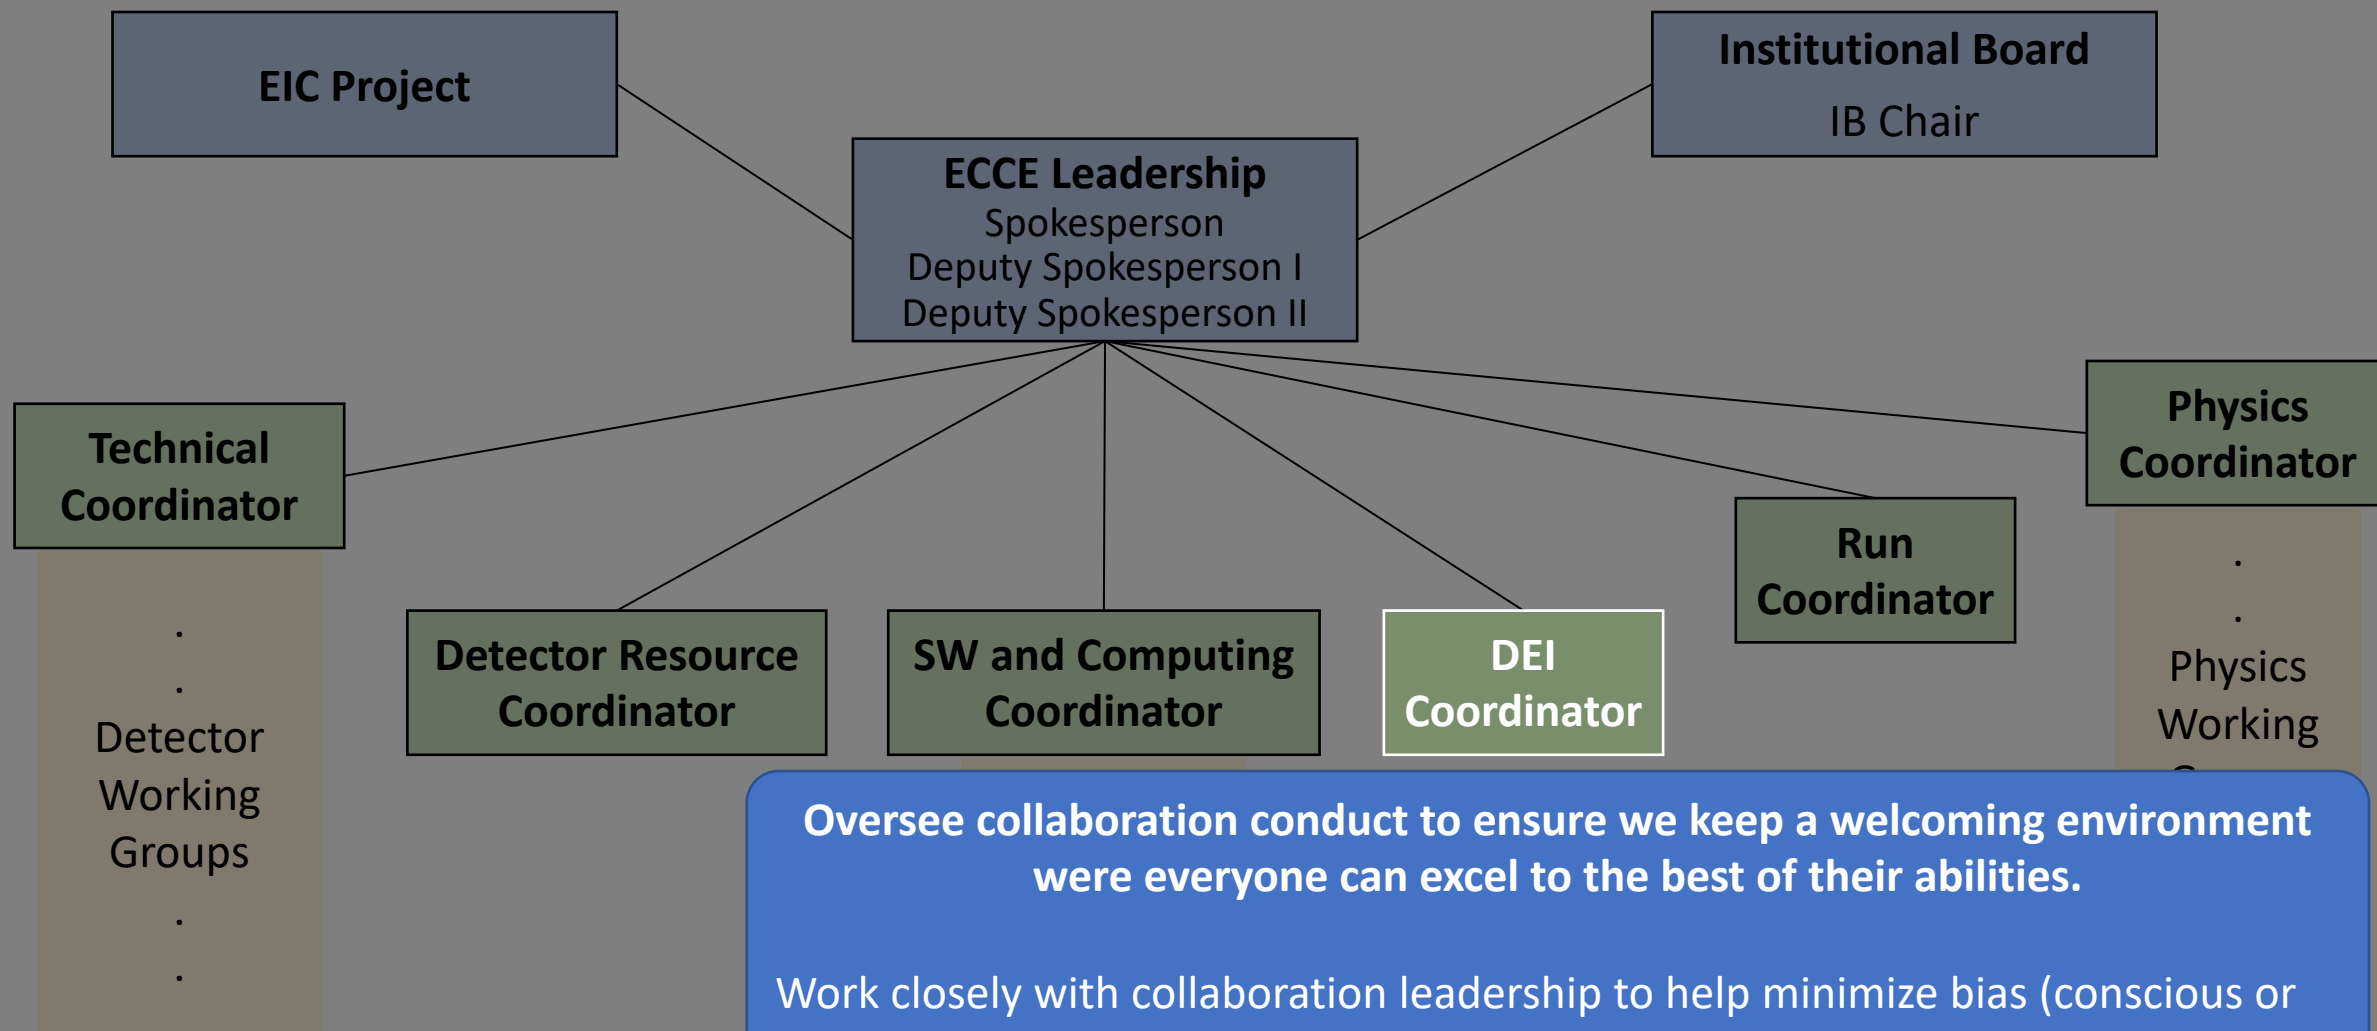 EIC Project
Institutional Board
IB Chair
ECCE Leadership
Spokesperson
Deputy Spokesperson I
Deputy Spokesperson II
Technical
Coordinator
.
.
Detector
Working
Groups
.
.
Detector Resource
Coordinator
SW and Computing
Coordinator
DEI
Coordinator
Run
Coordinator
Physics
Coordinator
.
.
Physics
Working
Oversee collaboration conduct to ensure we keep a welcoming environment
were everyone can excel to the best of their abilities.
Work closely with collaboration leadership to help minimize bias (conscious or